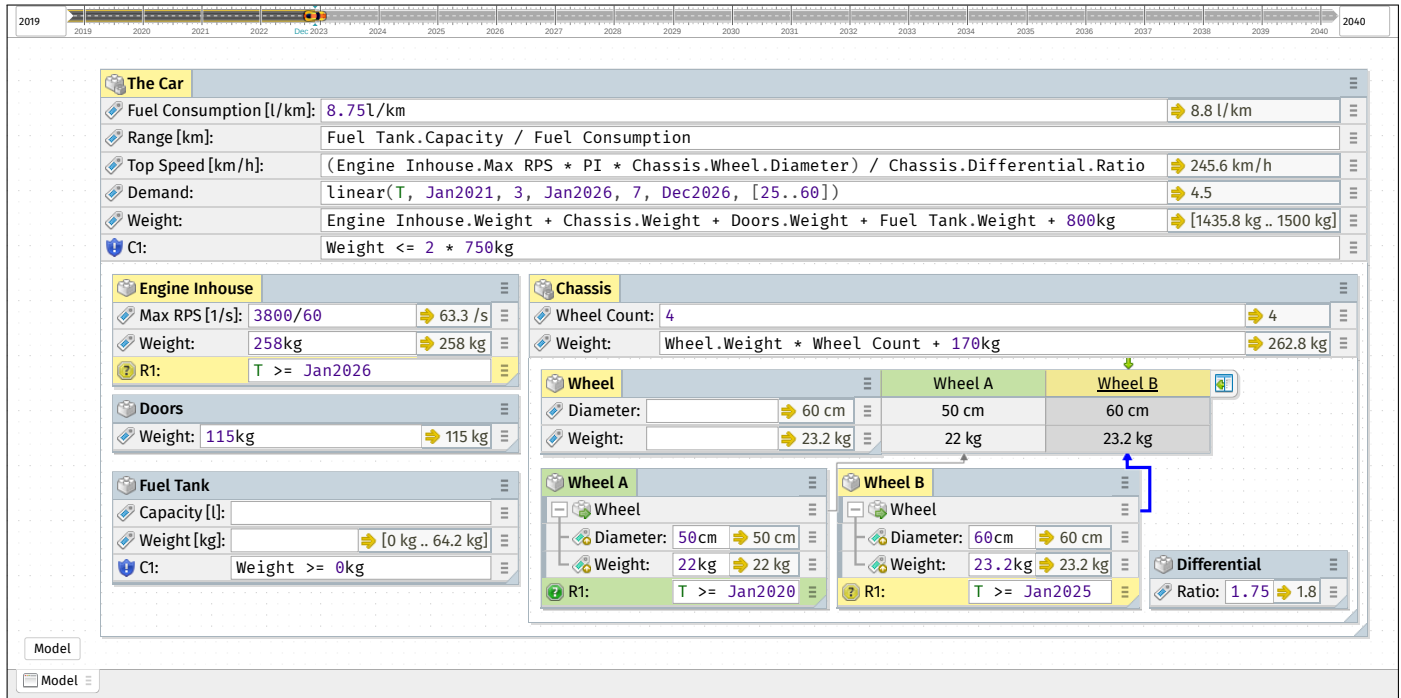 2019
2019 2020 2021 2022 Dec 2023 2024 2025 2026 2027 2028 2029 2030 2031 2032 2033 2034 2035 2036 2037 2038 2039 2040
2040
The Car
Fuel Consumption [l/km]: 8.75l/km 8.8 l/km
Range [km]: Fuel Tank.Capacity / Fuel Consumption
Top Speed [km/h]: (Engine Inhouse.Max RPS * PI * Chassis.Wheel.Diameter) / Chassis.Differential.Ratio 245.6 km/h
Demand: linear(T, Jan2021, 3, Jan2026, 7, Dec2026, [25..60]) 4.5
Weight: Engine Inhouse.Weight + Chassis.Weight + Doors.Weight + Fuel Tank.Weight + 800kg [1435.8 kg .. 1500 kg]
C1: Weight <= 2 * 750kg
Engine Inhouse
Max RPS [1/s]: 3800/60 63.3 /s
Weight: 258kg 258 kg
R1: T >= Jan2026
Doors
Weight: 115kg 115 kg
Fuel Tank
Capacity [l]:
Weight [kg]: [0 kg .. 64.2 kg]
C1: Weight >= 0kg
Chassis
Wheel Count: 4 4
Weight: Wheel.Weight * Wheel Count + 170kg 262.8 kg
Wheel Wheel A Wheel B
Diameter: 60 cm 50 cm 60 cm
Weight: 23.2 kg 22 kg 23.2 kg
Wheel A
Wheel
Diameter: 50cm 50 cm
Weight: 22kg 22 kg
R1: T >= Jan2020
Wheel B
Wheel
Diameter: 60cm 60 cm
Weight: 23.2kg 23.2 kg
R1: T >= Jan2025
Differential
Ratio: 1.75 1.8
Model
Model